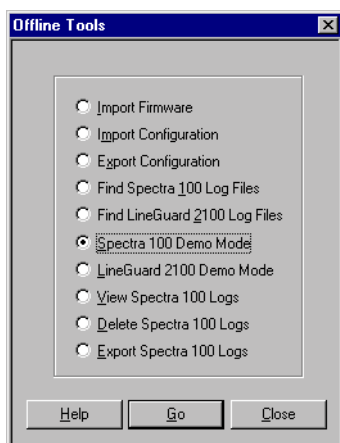 Offline Tools
Import Firmware
Import Configuration
Export Configuration
Find Spectra 100 Log Files
Find LineGuard 2100 Log Files
Spectra 100 Demo Mode
LineGuard 2100 Demo Mode
View Spectra 100 Logs
Delete Spectra 100 Logs
Export Spectra 100 Logs
Help Go Close